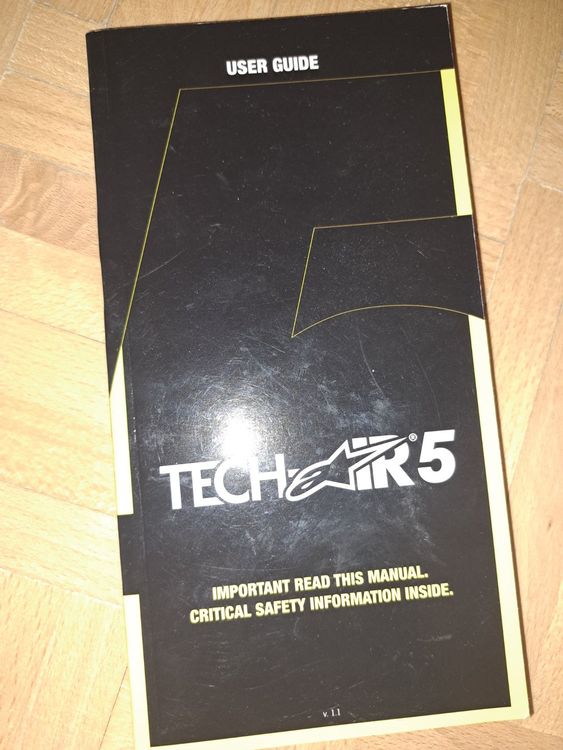 USER GUIDE
TECH-AIR® 5
IMPORTANT READ THIS MANUAL.
CRITICAL SAFETY INFORMATION INSIDE.
v. 1.1